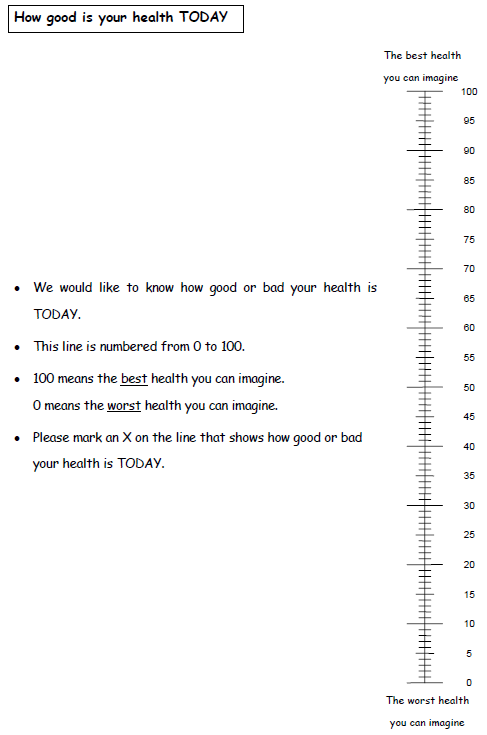 How good is your health TODAY
The best health
you can imagine
100
95
90
85
80
75
70
65
60
55
50
45
40
35
30
25
20
15
10
5
0
The worst health
you can imagine
• We would like to know how good or bad your health is
TODAY.
• This line is numbered from 0 to 100.
• 100 means the best health you can imagine.
0 means the worst health you can imagine.
• Please mark an X on the line that shows how good or bad
your health is TODAY.